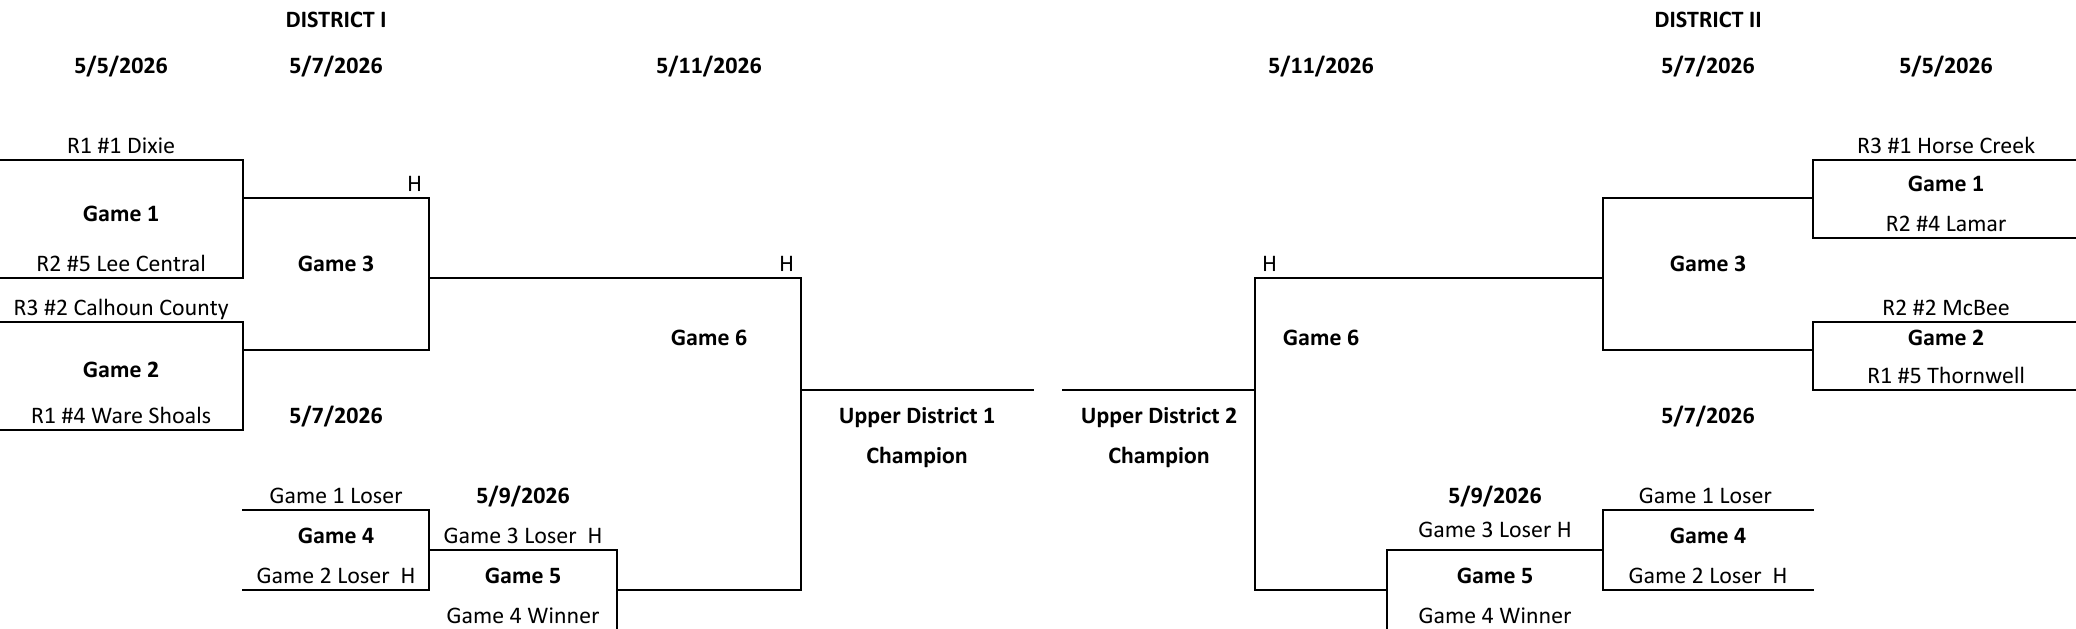 DISTRICT I
DISTRICT II
5/5/2026
5/7/2026
5/11/2026
5/11/2026
5/7/2026
5/5/2026
R1 #1 Dixie
R3 #1 Horse Creek
H
Game 1
Game 1
R2 #4 Lamar
R2 #5 Lee Central
Game 3
H
H
Game 3
R3 #2 Calhoun County
R2 #2 McBee
Game 6
Game 6
Game 2
Game 2
R1 #5 Thornwell
R1 #4 Ware Shoals
5/7/2026
Upper District 1
Champion
Upper District 2
Champion
5/7/2026
Game 1 Loser
5/9/2026
5/9/2026
Game 1 Loser
Game 4
Game 3 Loser H
Game 3 Loser H
Game 4
Game 2 Loser H
Game 5
Game 5
Game 2 Loser H
Game 4 Winner
Game 4 Winner